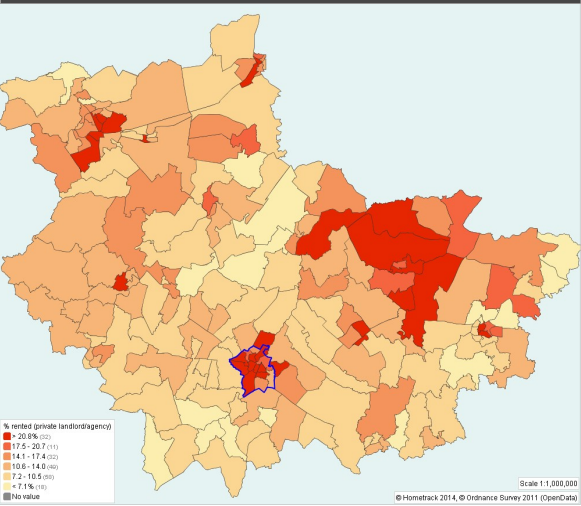 % rented (private landlord/agency)
> 20.8% (32)
17.5 - 20.7 (11)
14.1 - 17.4 (32)
10.6 - 14.0 (49)
7.2 - 10.5 (59)
< 7.1% (18)
No value
Scale 1:1,000,000
© Hometrack 2014, © Ordnance Survey 2011 (OpenData)